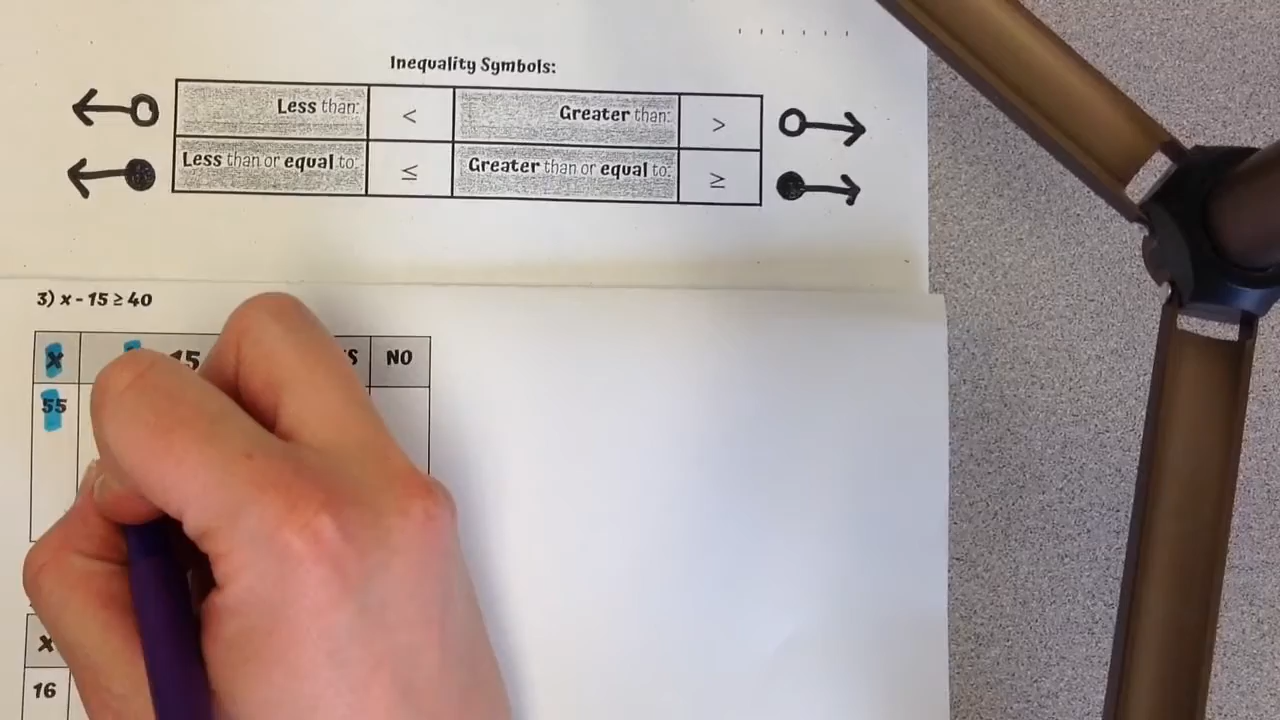 Inequality Symbols:
Less than: < Greater than: >
Less than or equal to: ≤ Greater than or equal to: ≥
3) x - 15 ≥ 40
x 15 NO
55
x
16